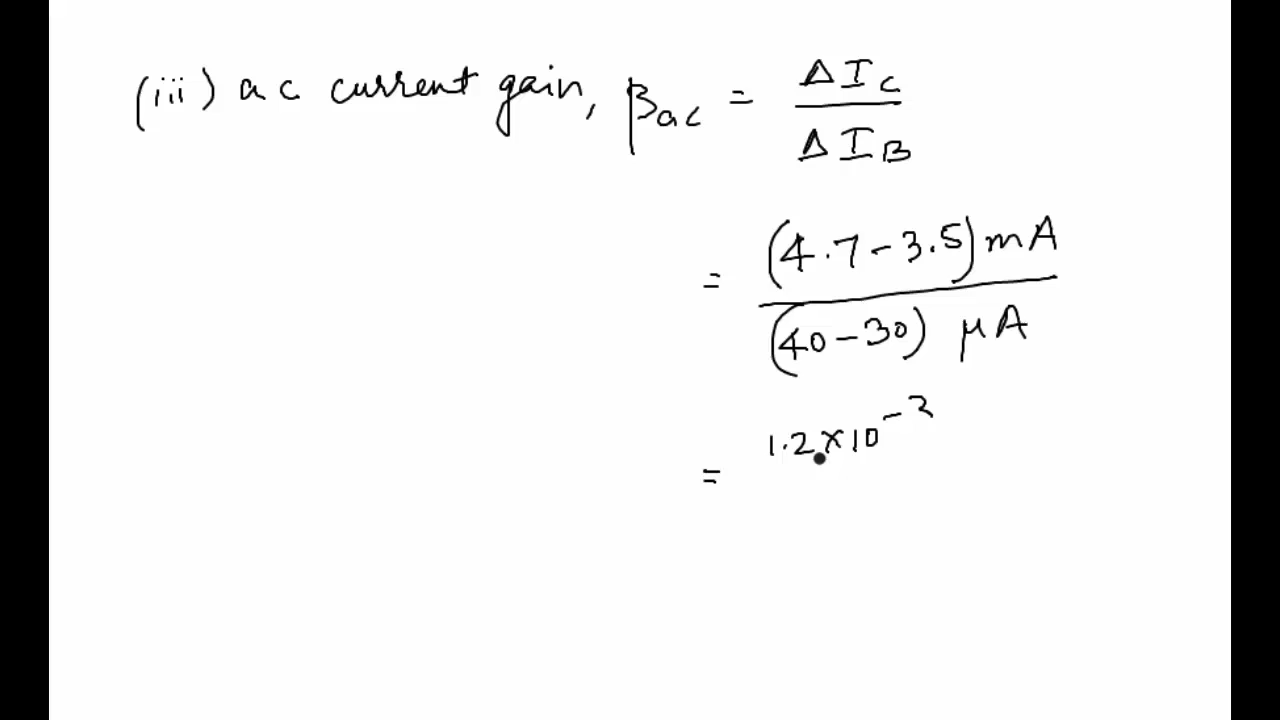 (iii) ac current gain, βac = ΔIC / ΔIB
= (4.7-3.5) mA / (40-30) μA
= 1.2×10^-3